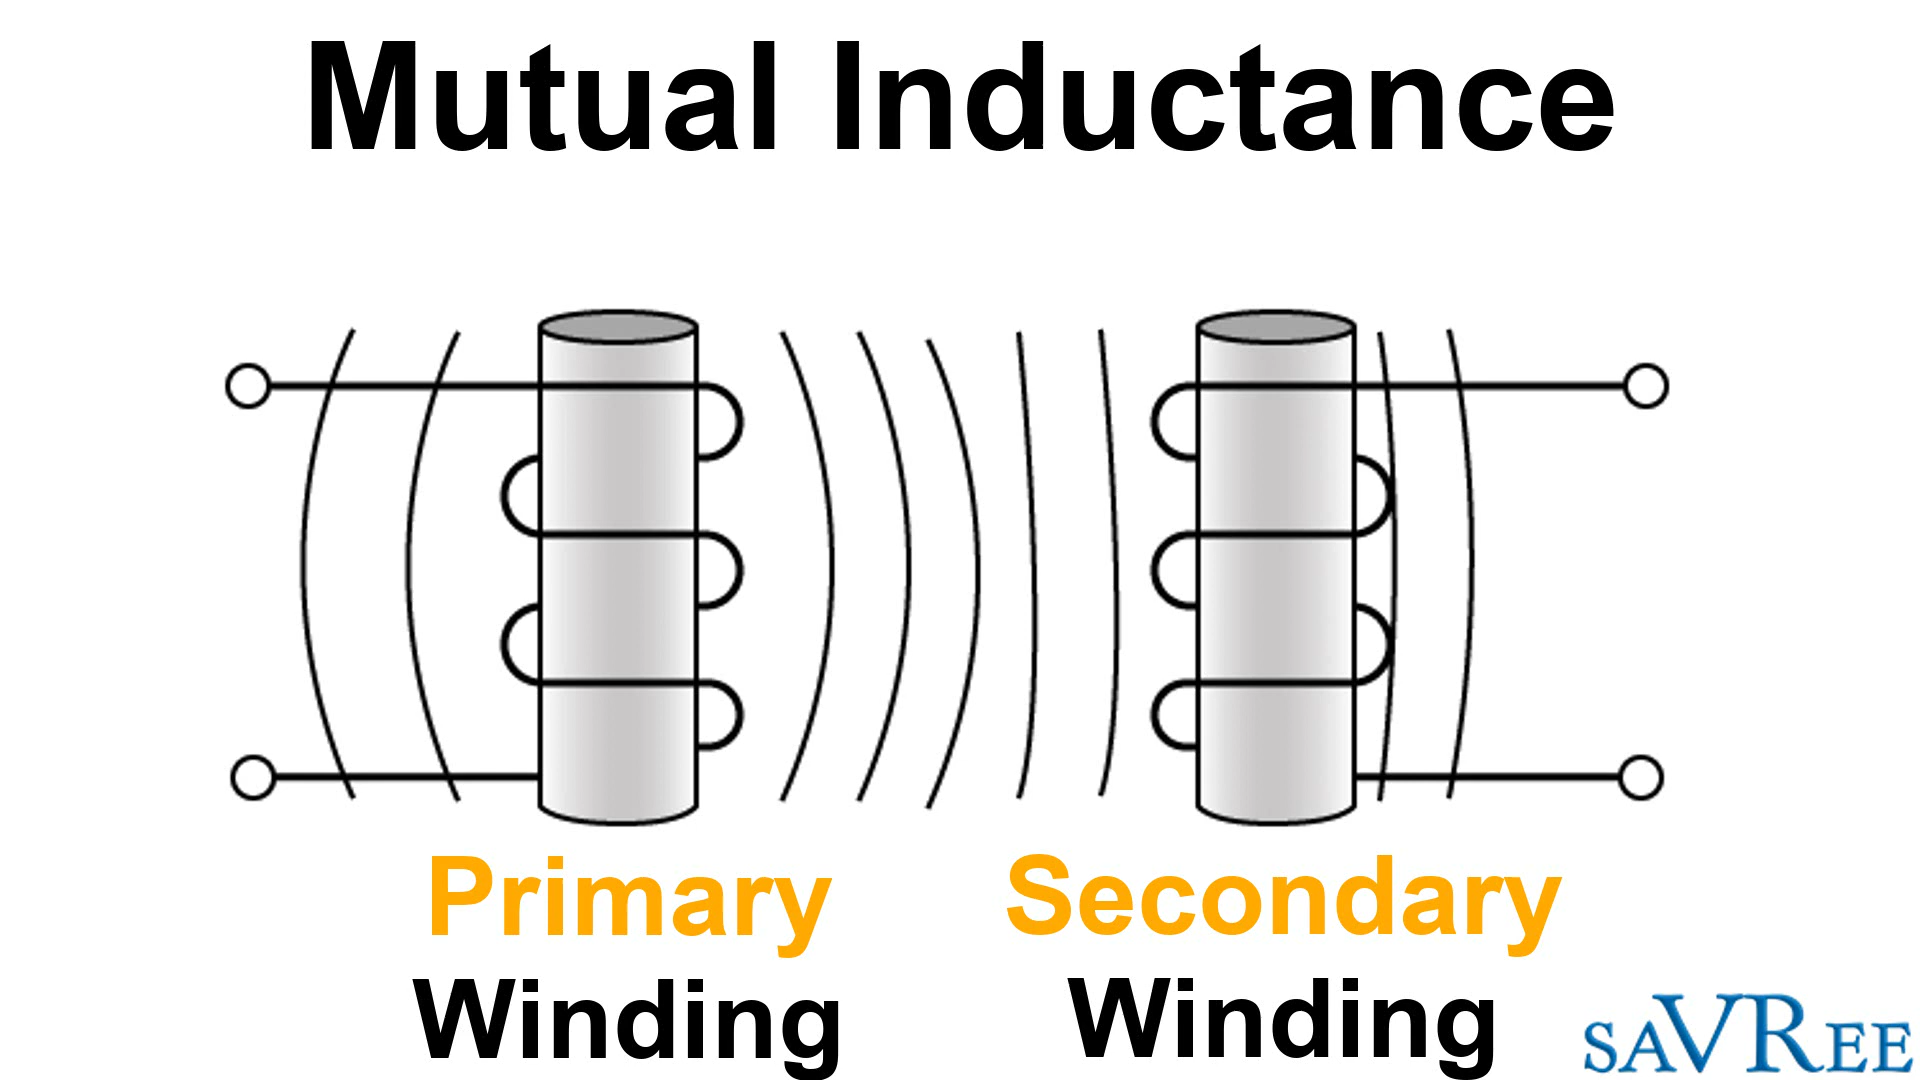 Mutual Inductance
Primary
Winding
Secondary
Winding
saVRee